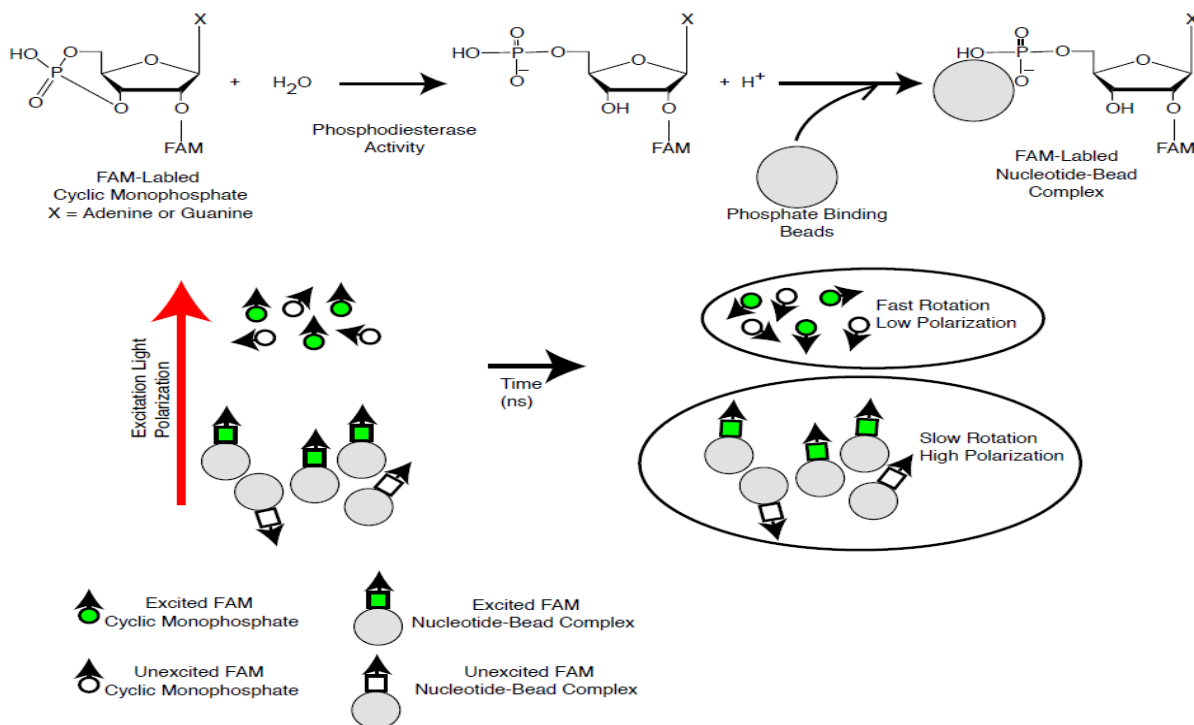 X
X
X
HO
O
O
P
O
O
O
+ H2O
O
HO P O
O-
O
OH O
+ H+
O
HO P O
O-
O
OH O
FAM
Phosphodiesterase
Activity
FAM
FAM
FAM-Labled
Cyclic Monophosphate
X = Adenine or Guanine
Phosphate Binding
Beads
FAM-Labled
Nucleotide-Bead
Complex
Excitation Light
Polarization
Time
(ns)
Fast Rotation
Low Polarization
Slow Rotation
High Polarization
Excited FAM
Cyclic Monophosphate
Excited FAM
Nucleotide-Bead Complex
Unexcited FAM
Cyclic Monophosphate
Unexcited FAM
Nucleotide-Bead Complex